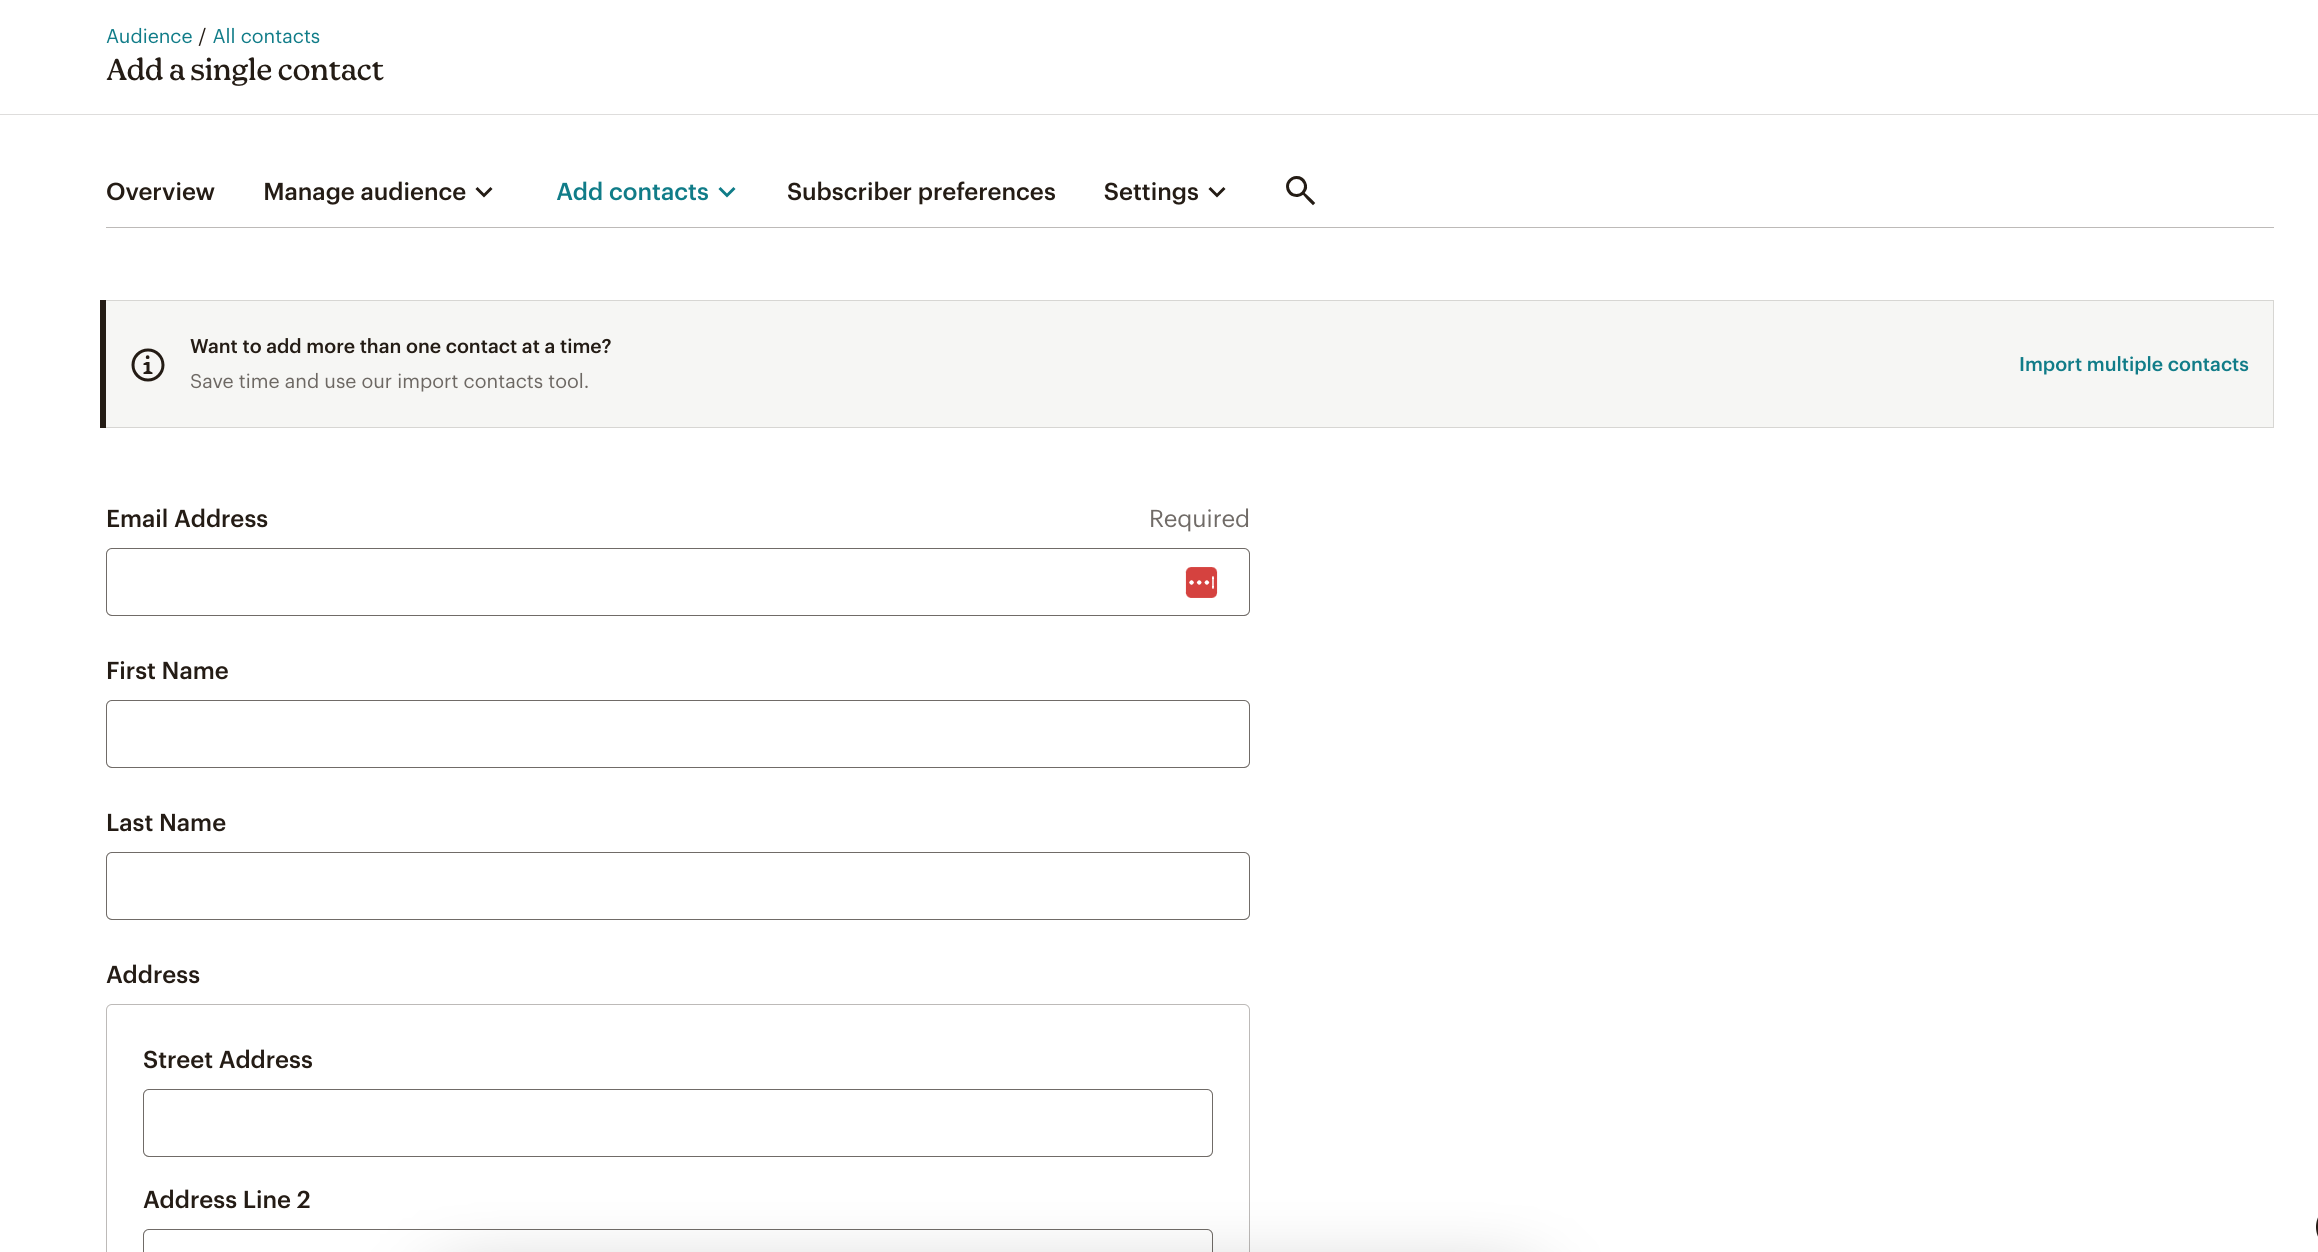 Audience / All contacts
Add a single contact
Overview Manage audience Add contacts Subscriber preferences Settings
Want to add more than one contact at a time?
Save time and use our import contacts tool.
Import multiple contacts
Email Address Required
First Name
Last Name
Address
Street Address
Address Line 2